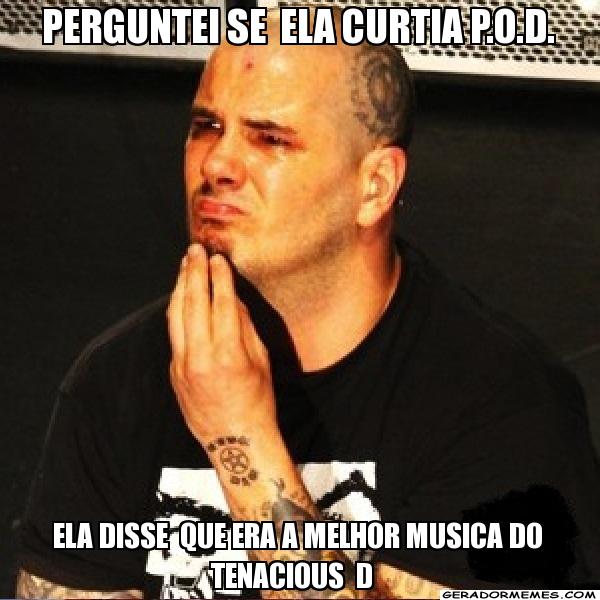 PERGUNTEI SE ELA CURTIA P.O.D.
ELA DISSE QUE ERA A MELHOR MUSICA DO
TENACIOUS D
GERADORMEMES.COM